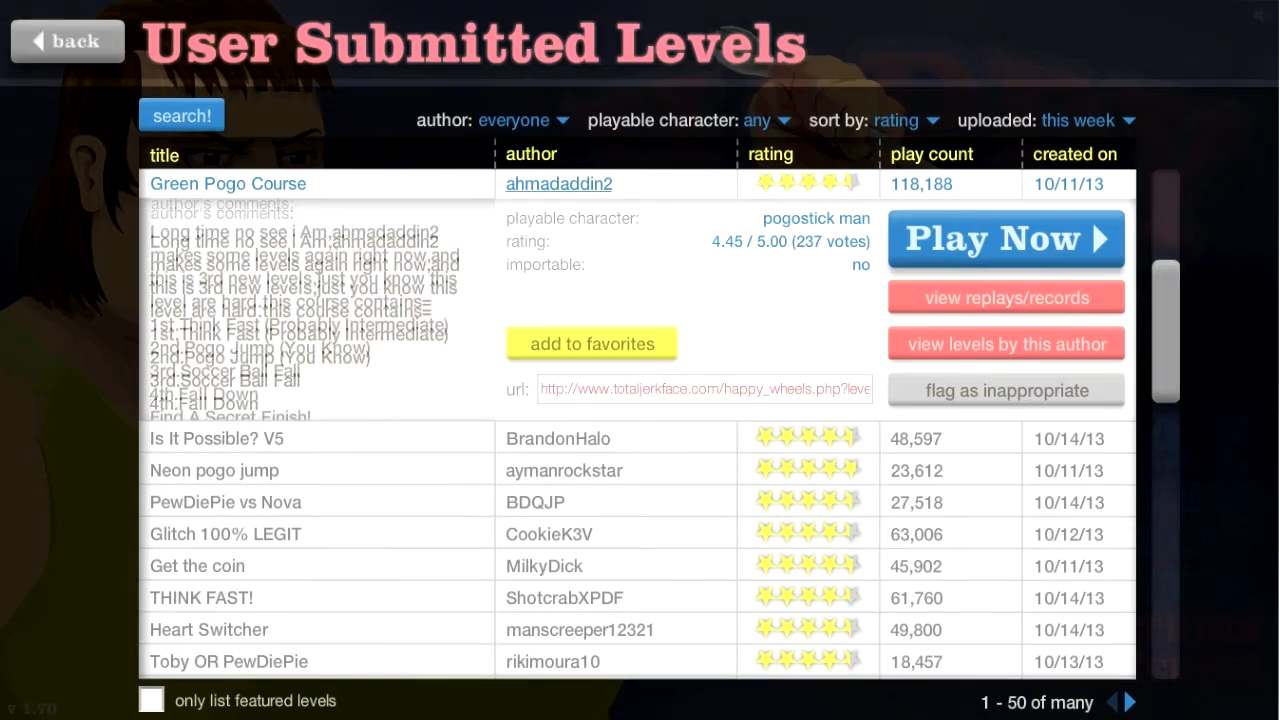 back
User Submitted Levels
search!
author: everyone playable character: any sort by: rating uploaded: this week
title author rating play count created on
Green Pogo Course ahmadaddin2 118,188 10/11/13
author's comments:
Long time no see i Am,ahmadaddin2
makes some levels again right now,and
this is 3rd new levels,just you know this
level are hard.this course contains=
1st.Think Fast (Probably Intermediate)
2nd.Pogo Jump (You Know)
3rd.Soccer Ball Fall
4th.Fall Down
Find A Secret Finish!
playable character: pogostick man
rating: 4.45 / 5.00 (237 votes)
importable: no
add to favorites
url: http://www.totaljerkface.com/happy_wheels.php?leve
Play Now
view replays/records
view levels by this author
flag as inappropriate
Is It Possible? V5 BrandonHalo 48,597 10/14/13
Neon pogo jump aymanrockstar 23,612 10/11/13
PewDiePie vs Nova BDQJP 27,518 10/14/13
Glitch 100% LEGIT CookieK3V 63,006 10/12/13
Get the coin MilkyDick 45,902 10/11/13
THINK FAST! ShotcrabXPDF 61,760 10/14/13
Heart Switcher manscreeper12321 49,800 10/14/13
Toby OR PewDiePie rikimoura10 18,457 10/13/13
only list featured levels
1 - 50 of many
v 1.70